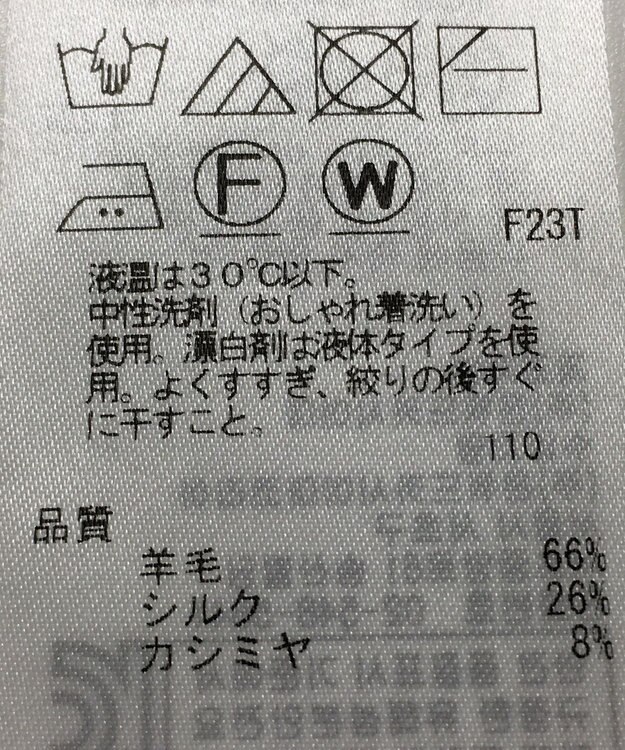 F W
F23T
液温は30℃以下。
中性洗剤（おしゃれ着洗い）を
使用。漂白剤は液体タイプを使
用。よくすすぎ、絞りの後すぐ
に干すこと。
110
品質
羊毛 66%
シルク 26%
カシミヤ 8%